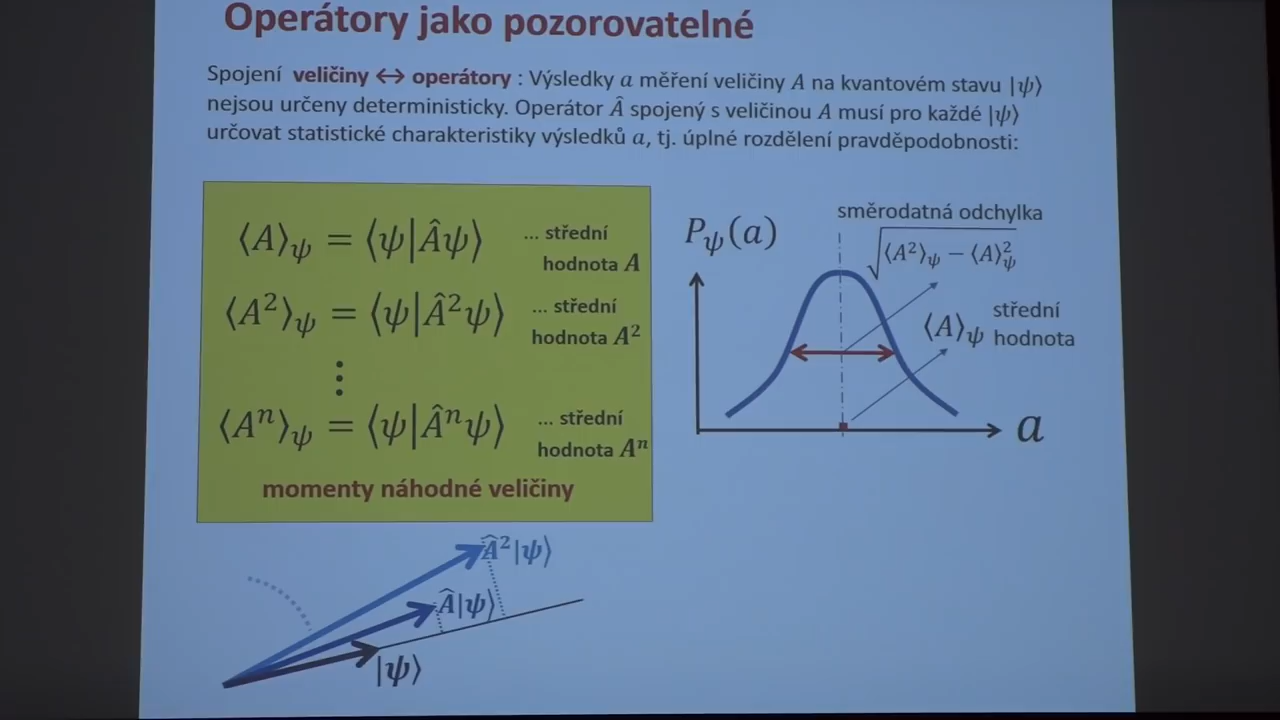 Operátory jako pozorovatelné
Spojení veličiny ↔ operátory : Výsledky a měření veličiny A na kvantovém stavu |ψ⟩
nejsou určeny deterministicky. Operátor Â spojený s veličinou A musí pro každé |ψ⟩
určovat statistické charakteristiky výsledků a, tj. úplné rozdělení pravděpodobnosti:
⟨A⟩ψ = ⟨ψ|Âψ⟩ ... střední
hodnota A
⟨A²⟩ψ = ⟨ψ|²ψ⟩ ... střední
hodnota A²
⋮
⟨Aⁿ⟩ψ = ⟨ψ|Âⁿψ⟩ ... střední
hodnota Aⁿ
momenty náhodné veličiny
Pψ(a)
směrodatná odchylka
√⟨A²⟩ψ − ⟨A⟩²ψ
⟨A⟩ψ střední
hodnota
a
²|ψ⟩
Â|ψ⟩
|ψ⟩